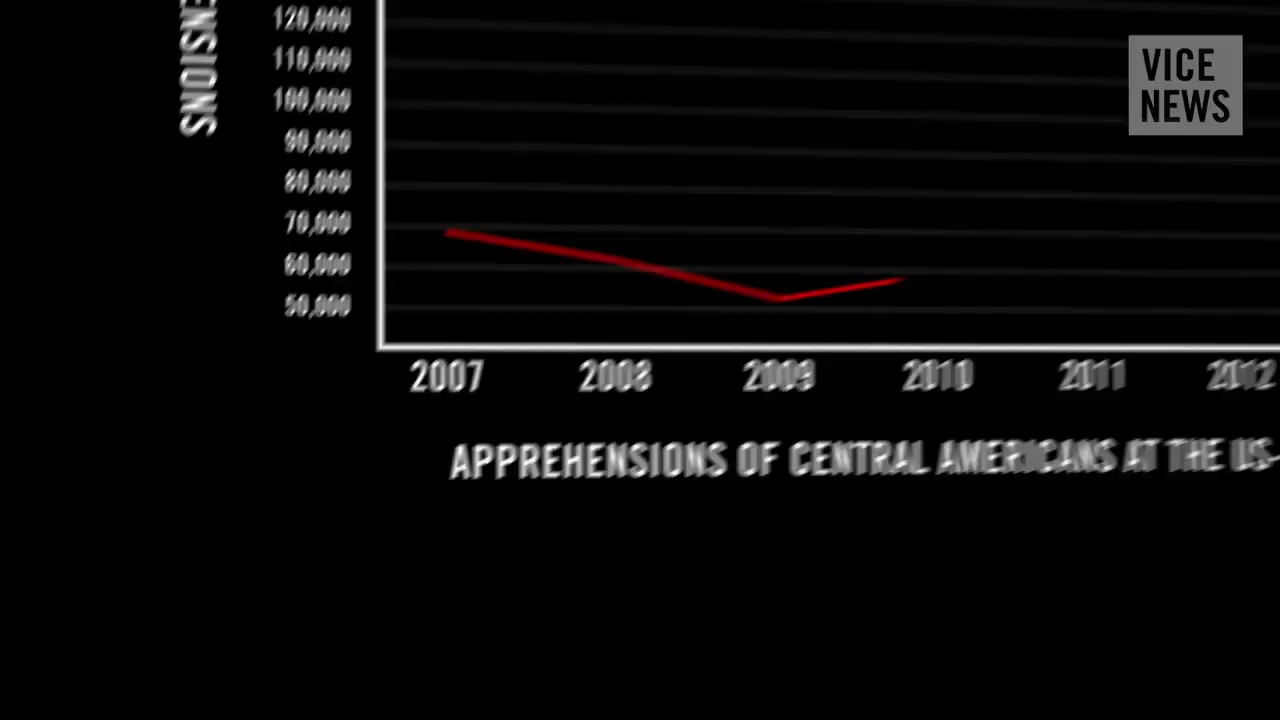 120,000
110,000
100,000
90,000
80,000
70,000
60,000
50,000
NSIONS
2007 2008 2009 2010 2011 2012
APPREHENSIONS OF CENTRAL AMERICANS AT THE US-
VICE
NEWS